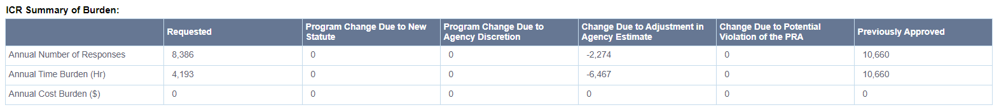 ICR Summary of Burden:
Requested
Program Change Due to New
Statute
Program Change Due to
Agency Discretion
Change Due to Adjustment in
Agency Estimate
Change Due to Potential
Violation of the PRA
Previously Approved
Annual Number of Responses 8,386 0 0 -2,274 0 10,660
Annual Time Burden (Hr) 4,193 0 0 -6,467 0 10,660
Annual Cost Burden ($) 0 0 0 0 0 0